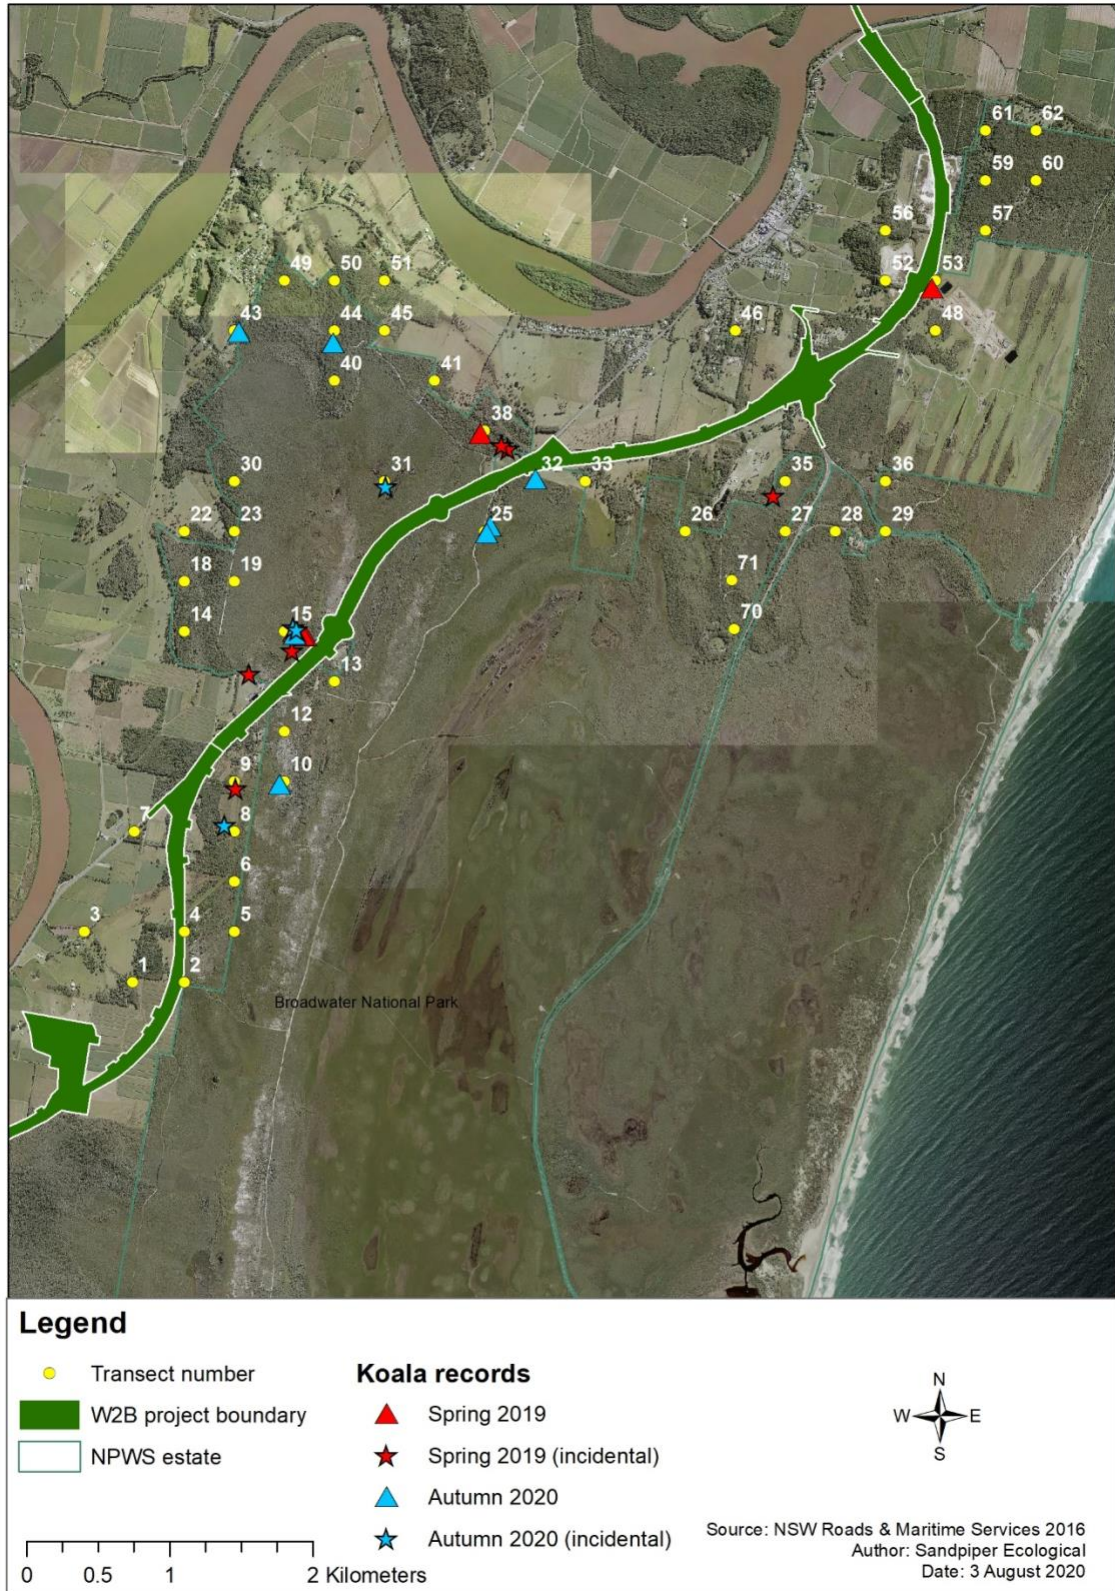 61 62
59 60
56 57
49 50 51 52 53
43 44 45 46 48
40 41
38
30 31 32 33 35 36
22 23 25 26 27 28 29
18 19 71
14 15 70
13
12
9 10
7 8
6
3 4 5
1 2
Broadwater National Park
Legend
Transect number
W2B project boundary
NPWS estate
Koala records
Spring 2019
Spring 2019 (incidental)
Autumn 2020
Autumn 2020 (incidental)
N
W E
S
0 0.5 1 2 Kilometers
Source: NSW Roads & Maritime Services 2016
Author: Sandpiper Ecological
Date: 3 August 2020